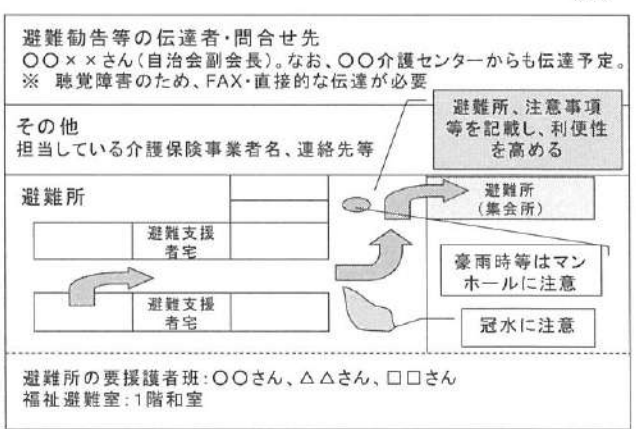 避難勧告等の伝達者・問合せ先
〇〇××さん(自治会副会長)。なお、〇〇介護センターからも伝達予定。
※ 聴覚障害のため、FAX・直接的な伝達が必要
避難所、注意事項
等を記載し、利便性
を高める
その他
担当している介護保険事業者名、連絡先等
避難所
避難所
(集会所)
避難支援
者宅
豪雨時等はマン
ホールに注意
避難支援
者宅
冠水に注意
避難所の要援護者班:〇〇さん、△△さん、□□さん
福祉避難室:1階和室